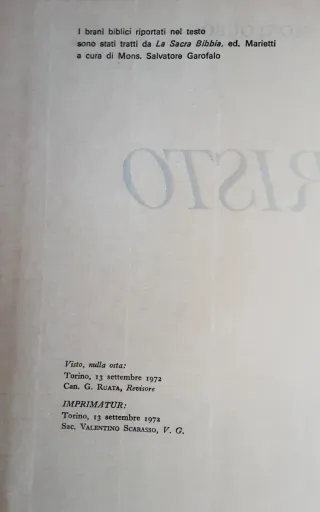 I brani biblici riportati nel testo
sono stati tratti da La Sacra Bibbia, ed. Marietti
a cura di Mons. Salvatore Garofalo
RISTO
Visto, nulla osta:
Torino, 13 settembre 1972
Can. G. Ruata, Revisore
IMPRIMATUR:
Torino, 13 settembre 1972
Sac. Valentino Scarasso, V. G.